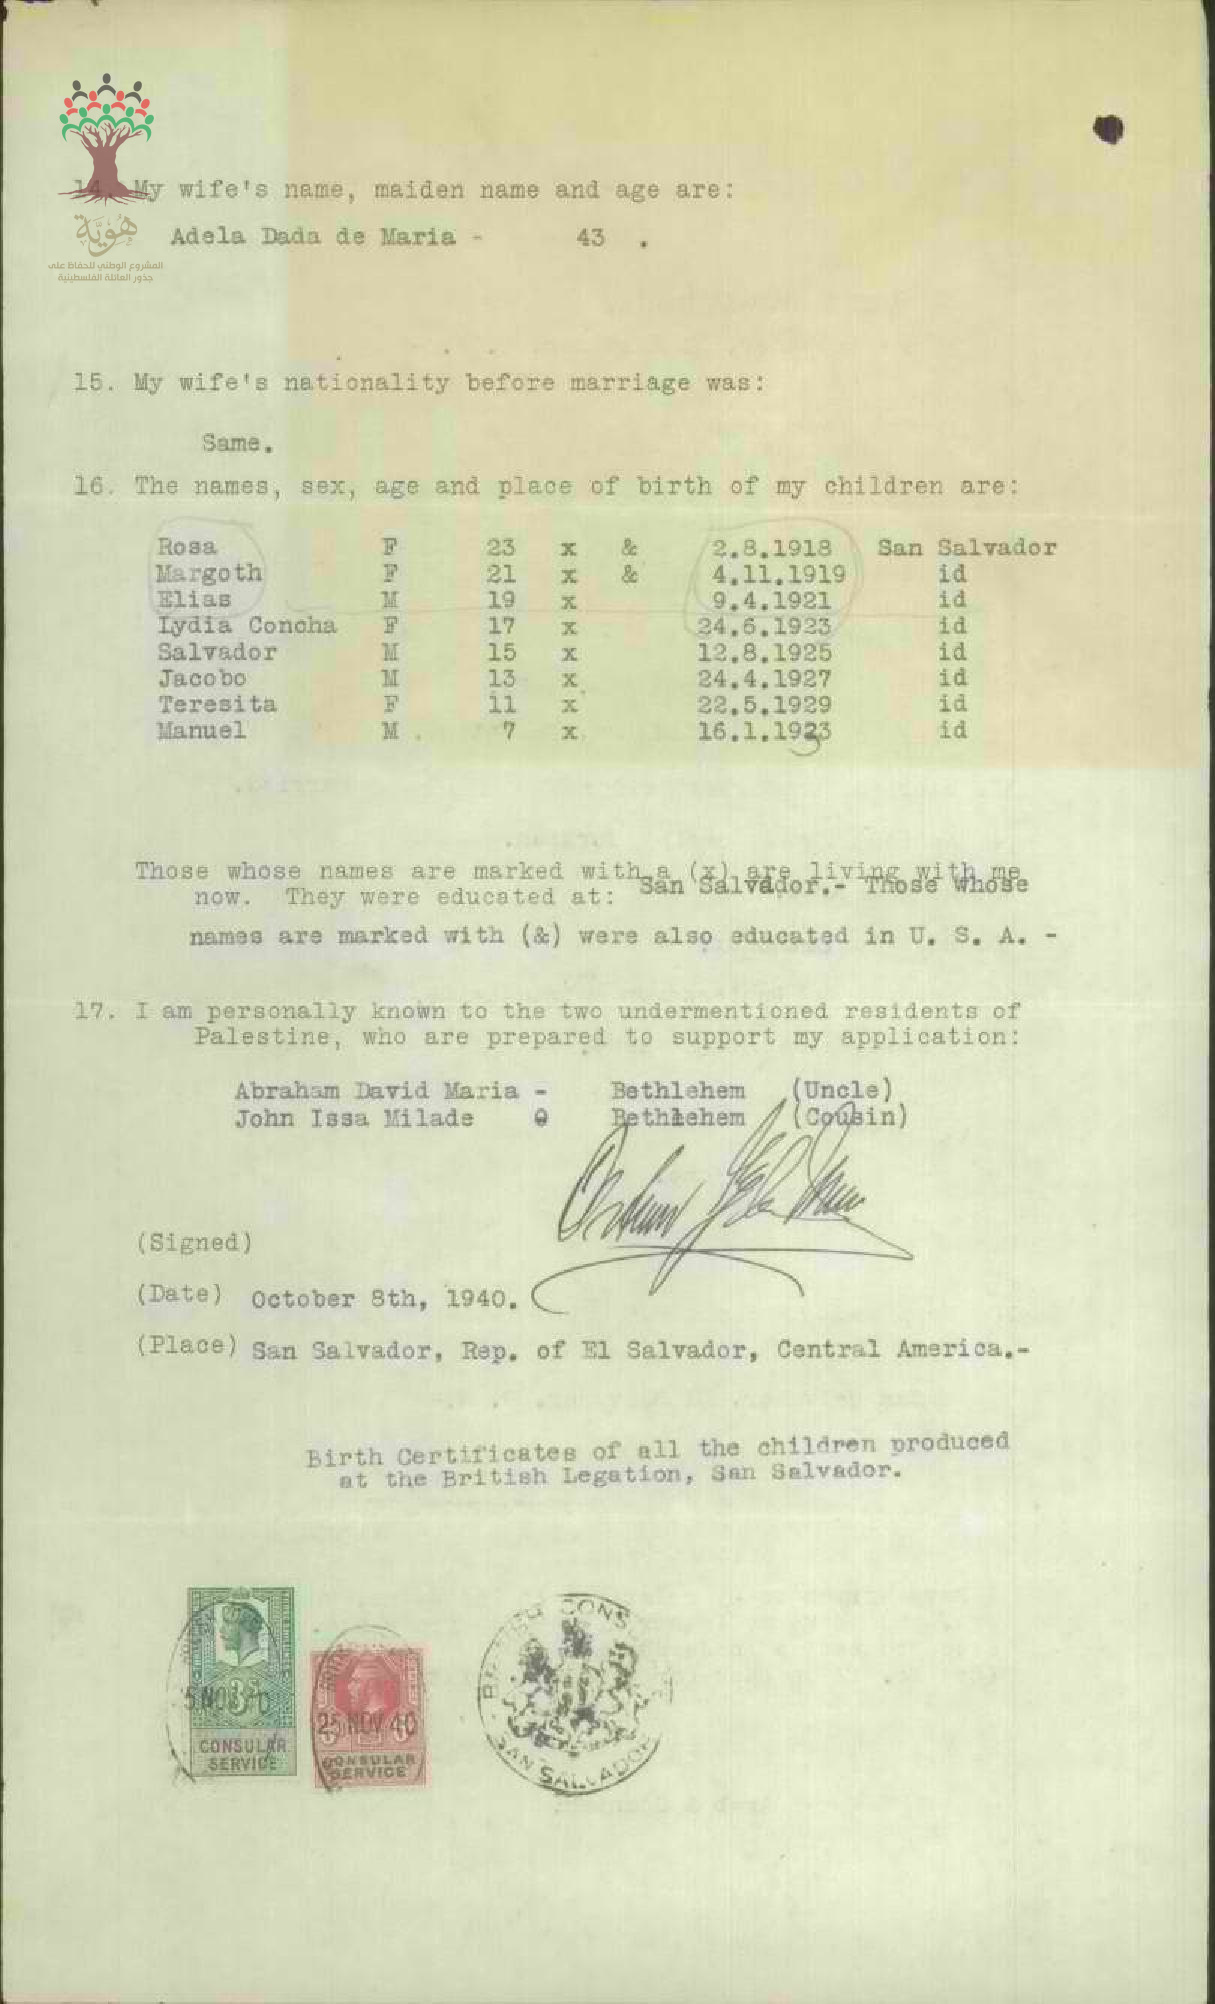 هُوِيَّة
المشروع الوطني للحفاظ على
جذور العائلة الفلسطينية
14. My wife's name, maiden name and age are:
Adela Dada de Maria - 43 .
15. My wife's nationality before marriage was:
Same.
16. The names, sex, age and place of birth of my children are:
Rosa F 23 x & 2.8.1918 San Salvador
Margoth F 21 x & 4.11.1919 id
Elias M 19 x 9.4.1921 id
Lydia Concha F 17 x 24.6.1923 id
Salvador M 15 x 12.8.1925 id
Jacobo M 13 x 24.4.1927 id
Teresita F 11 x 22.5.1929 id
Manuel M . 7 x 16.1.1933 id
Those whose names are marked with a (x) are living with me
now. They were educated at: San Salvador.- Those whose
names are marked with (&) were also educated in U. S. A. -
17. I am personally known to the two undermentioned residents of
Palestine, who are prepared to support my application:
Abraham David Maria - Bethlehem (Uncle)
John Issa Milade Bethlehem (Cousin)
(Signed)
(Date) October 8th, 1940.
(Place) San Salvador, Rep. of El Salvador, Central America.-
Birth Certificates of all the children produced
at the British Legation, San Salvador.
CONSULAR
SERVICE
25 NOV 40
CONSULAR
SERVICE
SAN SALVADOR